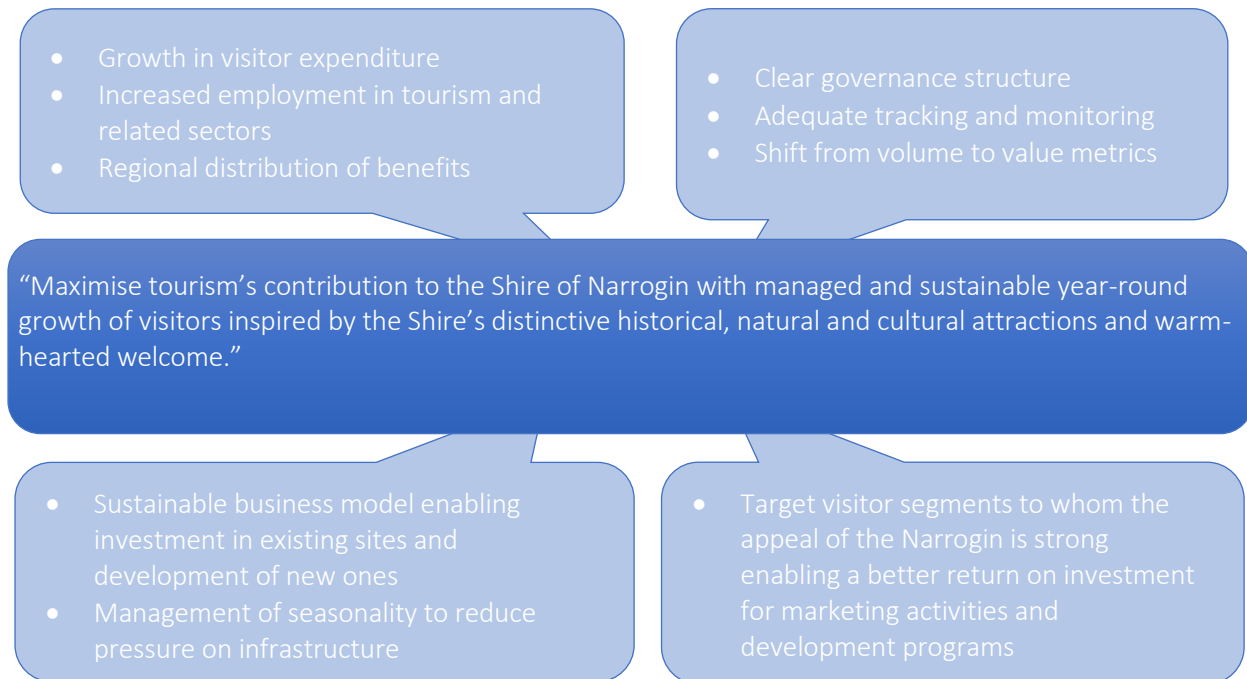 • Growth in visitor expenditure
• Increased employment in tourism and
related sectors
• Regional distribution of benefits
• Clear governance structure
• Adequate tracking and monitoring
• Shift from volume to value metrics
“Maximise tourism’s contribution to the Shire of Narrogin with managed and sustainable year-round
growth of visitors inspired by the Shire’s distinctive historical, natural and cultural attractions and warm-
hearted welcome.”
• Sustainable business model enabling
investment in existing sites and
development of new ones
• Management of seasonality to reduce
pressure on infrastructure
• Target visitor segments to whom the
appeal of the Narrogin is strong
enabling a better return on investment
for marketing activities and
development programs